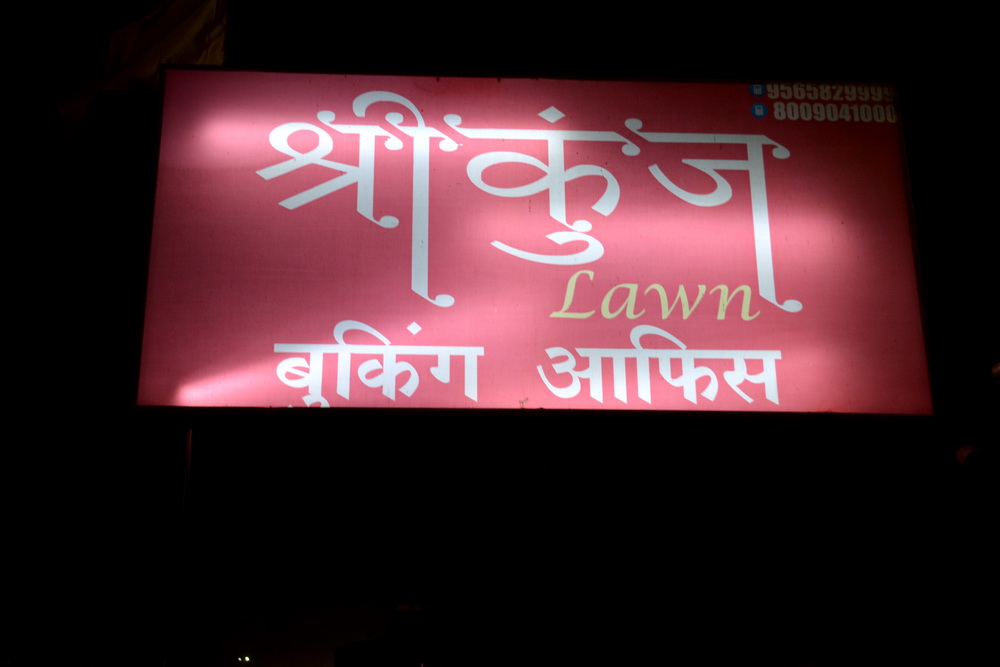 9565829999
8009041000
श्री कुंज
Lawn
बुकिंग आफिस